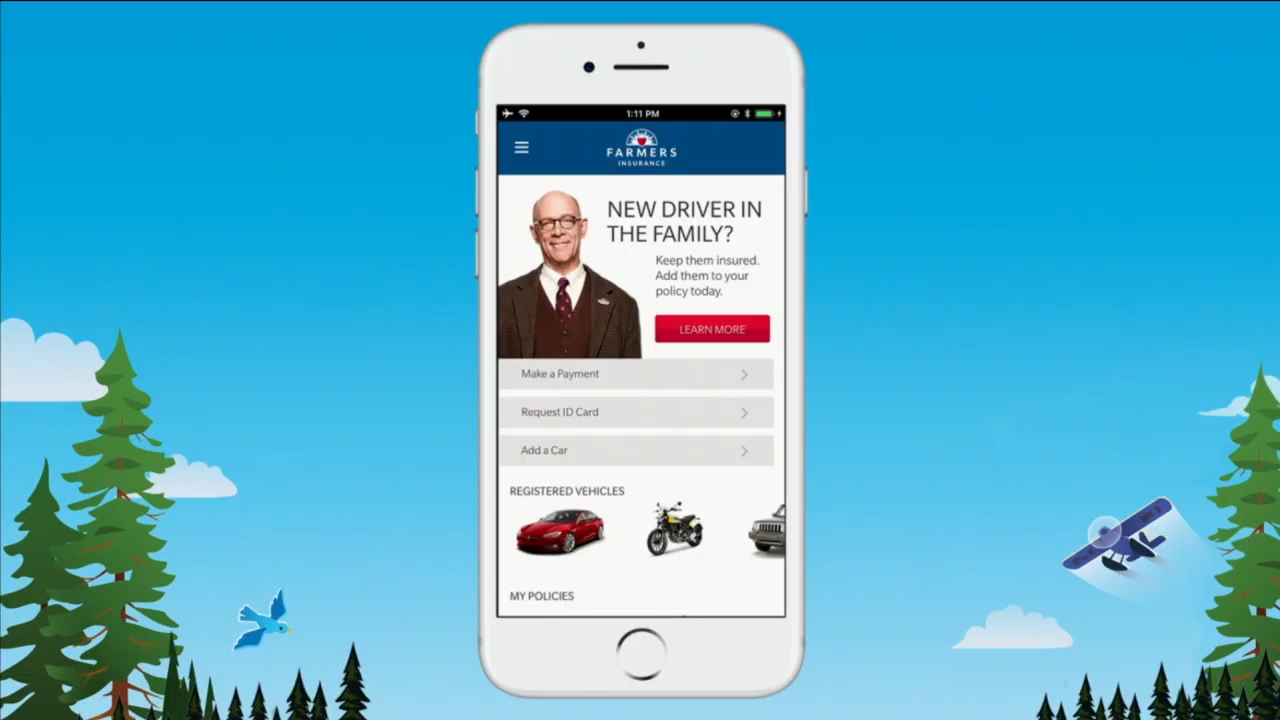 1:11 PM
FARMERS
INSURANCE
NEW DRIVER IN
THE FAMILY?
Keep them insured.
Add them to your
policy today.
LEARN MORE
Make a Payment
Request ID Card
Add a Car
REGISTERED VEHICLES
MY POLICIES